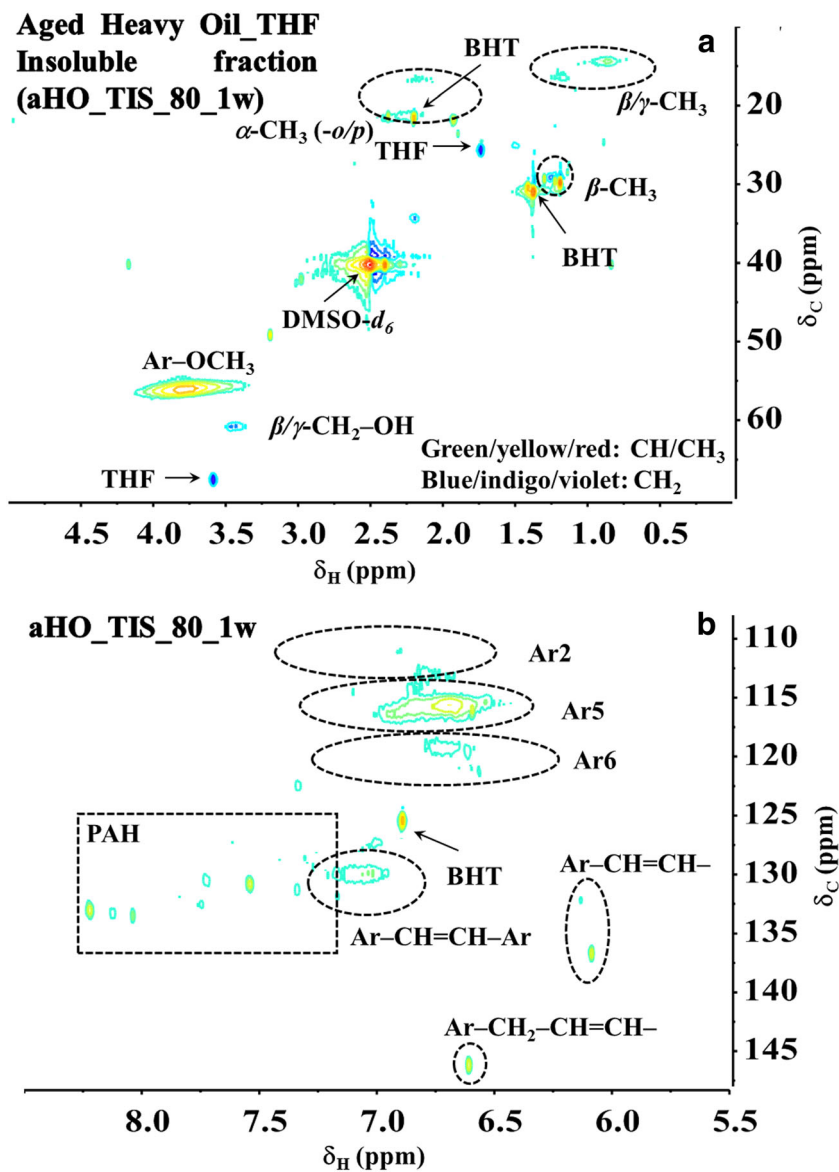 Aged Heavy Oil_THF
Insoluble fraction
(aHO_TIS_80_1w)
a
BHT
β/γ-CH₃
α-CH₃ (-o/p)
THF
β-CH₃
BHT
DMSO-d₆
Ar–OCH₃
β/γ-CH₂–OH
Green/yellow/red: CH/CH₃
THF
Blue/indigo/violet: CH₂
10
20
30
40
50
60
70
δC (ppm)
4.5 4.0 3.5 3.0 2.5 2.0 1.5 1.0 0.5
δH (ppm)
aHO_TIS_80_1w
b
Ar2
Ar5
Ar6
PAH
BHT
Ar–CH=CH–
Ar–CH=CH–Ar
Ar–CH₂–CH=CH–
110
115
120
125
130
135
140
145
δC (ppm)
8.0 7.5 7.0 6.5 6.0 5.5
δH (ppm)